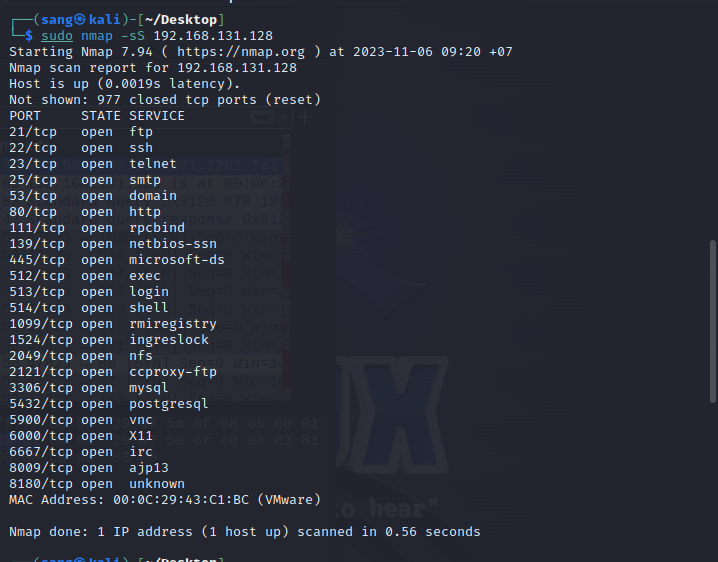 ┌──(sang㉿kali)-[~/Desktop]
└─$ sudo nmap -sS 192.168.131.128
Starting Nmap 7.94 ( https://nmap.org ) at 2023-11-06 09:20 +07
Nmap scan report for 192.168.131.128
Host is up (0.0019s latency).
Not shown: 977 closed tcp ports (reset)
PORT     STATE SERVICE
21/tcp   open  ftp
22/tcp   open  ssh
23/tcp   open  telnet
25/tcp   open  smtp
53/tcp   open  domain
80/tcp   open  http
111/tcp  open  rpcbind
139/tcp  open  netbios-ssn
445/tcp  open  microsoft-ds
512/tcp  open  exec
513/tcp  open  login
514/tcp  open  shell
1099/tcp open  rmiregistry
1524/tcp open  ingreslock
2049/tcp open  nfs
2121/tcp open  ccproxy-ftp
3306/tcp open  mysql
5432/tcp open  postgresql
5900/tcp open  vnc
6000/tcp open  X11
6667/tcp open  irc
8009/tcp open  ajp13
8180/tcp open  unknown
MAC Address: 00:0C:29:43:C1:BC (VMware)
Nmap done: 1 IP address (1 host up) scanned in 0.56 seconds
┌──(sang㉿kali)-[~/Desktop]